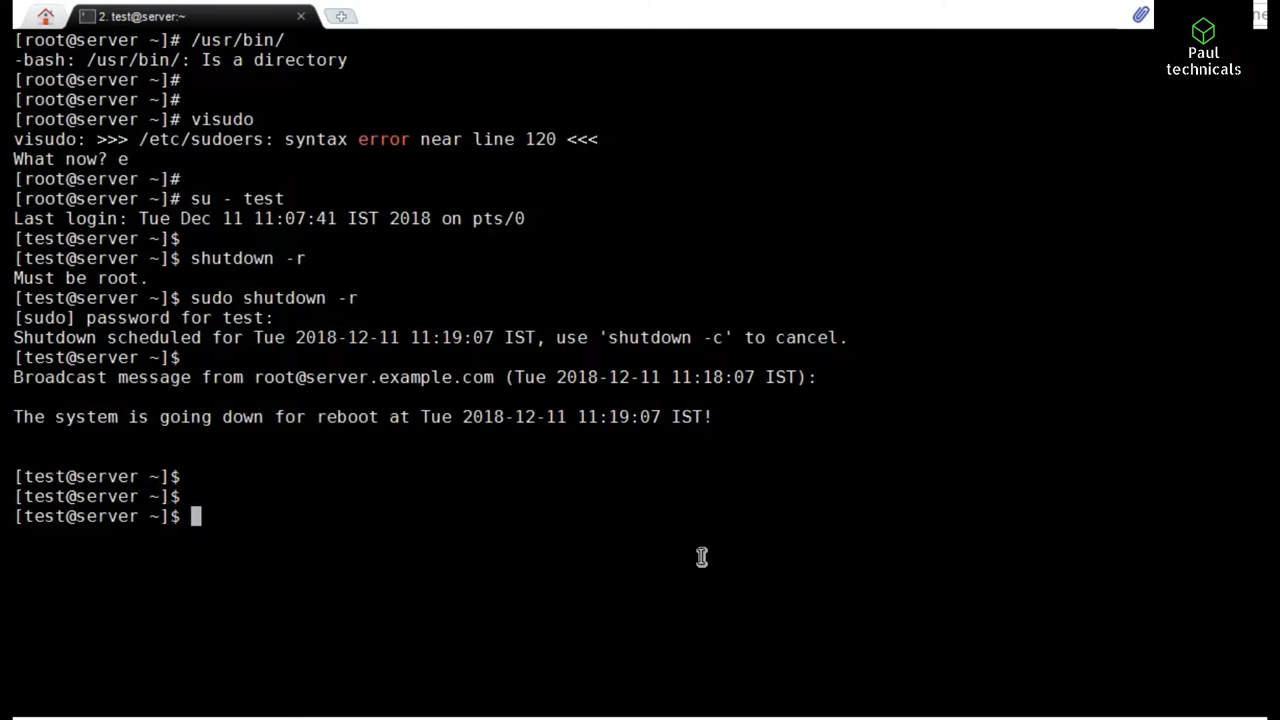 2. test@server:~
Paul
technicals
[root@server ~]# /usr/bin/
-bash: /usr/bin/: Is a directory
[root@server ~]#
[root@server ~]#
[root@server ~]# visudo
visudo: >>> /etc/sudoers: syntax error near line 120 <<<
What now? e
[root@server ~]#
[root@server ~]# su - test
Last login: Tue Dec 11 11:07:41 IST 2018 on pts/0
[test@server ~]$
[test@server ~]$ shutdown -r
Must be root.
[test@server ~]$ sudo shutdown -r
[sudo] password for test:
Shutdown scheduled for Tue 2018-12-11 11:19:07 IST, use 'shutdown -c' to cancel.
[test@server ~]$
Broadcast message from root@server.example.com (Tue 2018-12-11 11:18:07 IST):
The system is going down for reboot at Tue 2018-12-11 11:19:07 IST!
[test@server ~]$
[test@server ~]$
[test@server ~]$